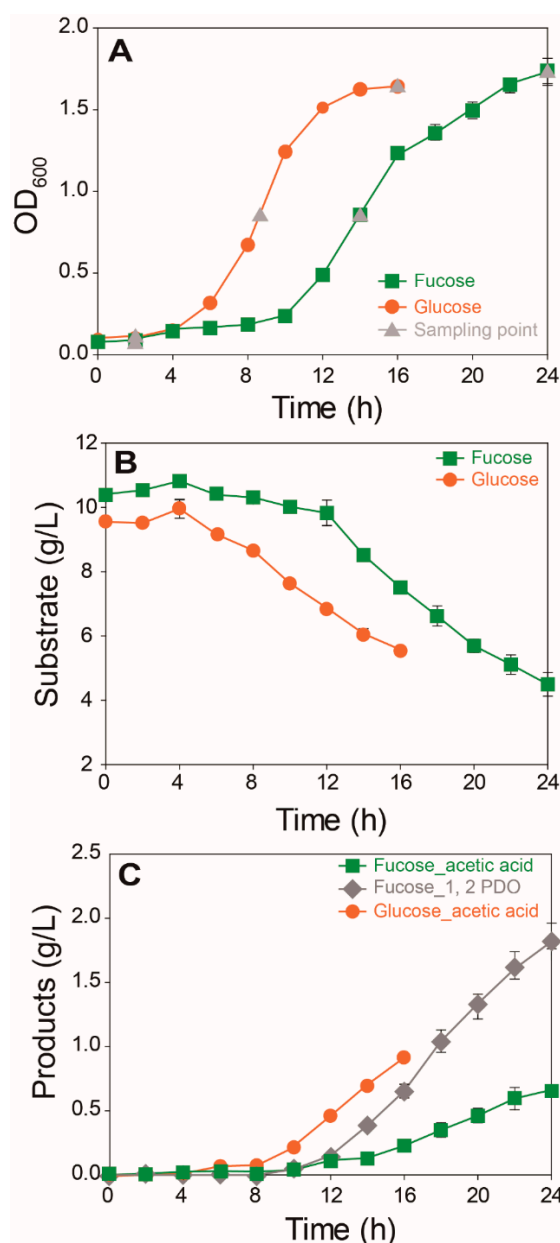 A
2.0
1.5
1.0
0.5
0.0
OD600
Fucose
Glucose
Sampling point
0 4 8 12 16 20 24
Time (h)
B
12
10
8
6
4
2
Substrate (g/L)
Fucose
Glucose
0 4 8 12 16 20 24
Time (h)
C
2.5
2.0
1.5
1.0
0.5
0.0
Products (g/L)
Fucose_acetic acid
Fucose_1, 2 PDO
Glucose_acetic acid
0 4 8 12 16 20 24
Time (h)